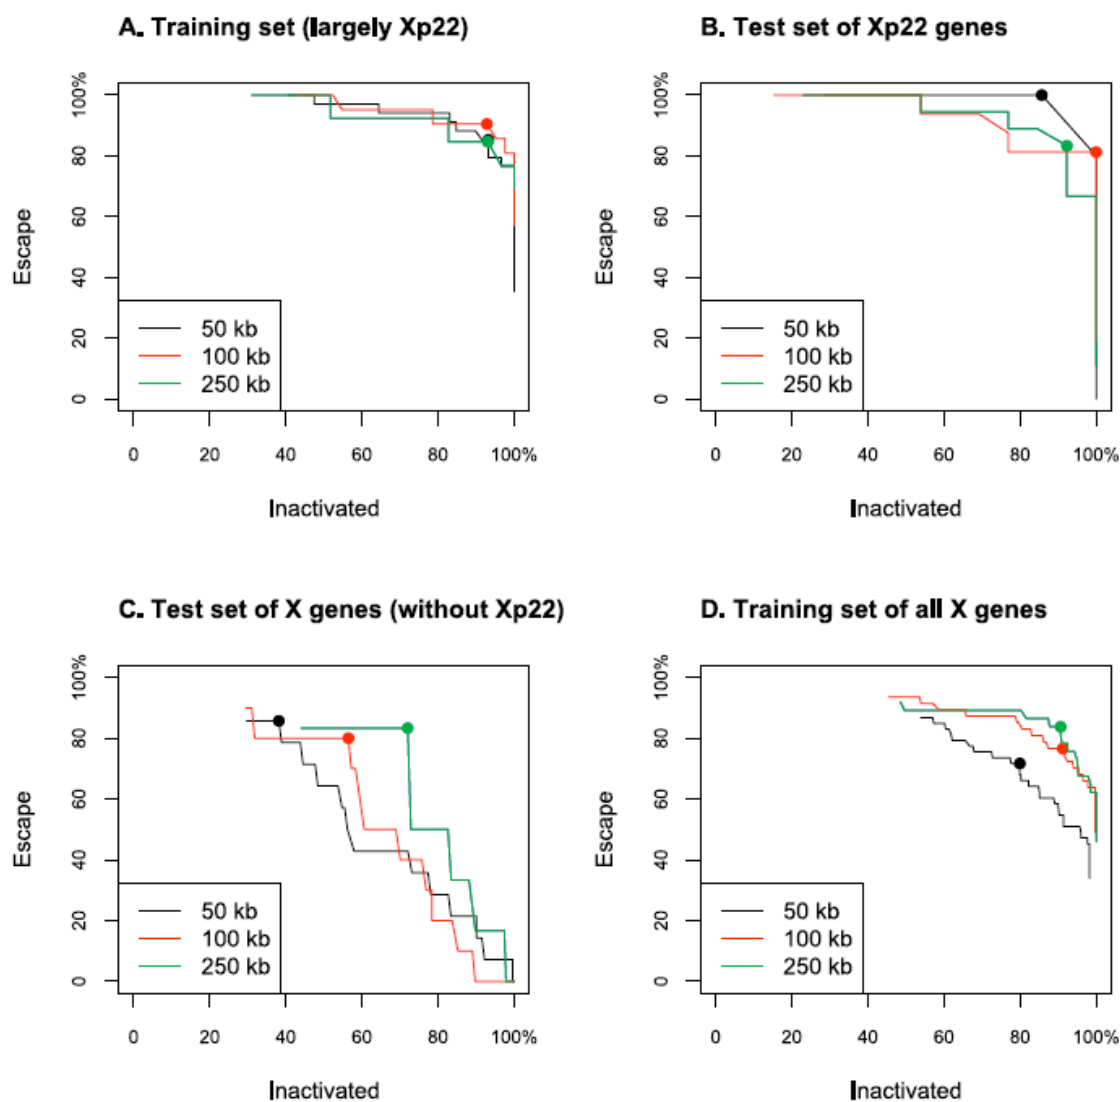 A. Training set (largely Xp22)
Escape
0 20 40 60 80 100%
50 kb
100 kb
250 kb
0 20 40 60 80 100%
Inactivated
B. Test set of Xp22 genes
Escape
0 20 40 60 80 100%
50 kb
100 kb
250 kb
0 20 40 60 80 100%
Inactivated
C. Test set of X genes (without Xp22)
Escape
0 20 40 60 80 100%
50 kb
100 kb
250 kb
0 20 40 60 80 100%
Inactivated
D. Training set of all X genes
Escape
0 20 40 60 80 100%
50 kb
100 kb
250 kb
0 20 40 60 80 100%
Inactivated